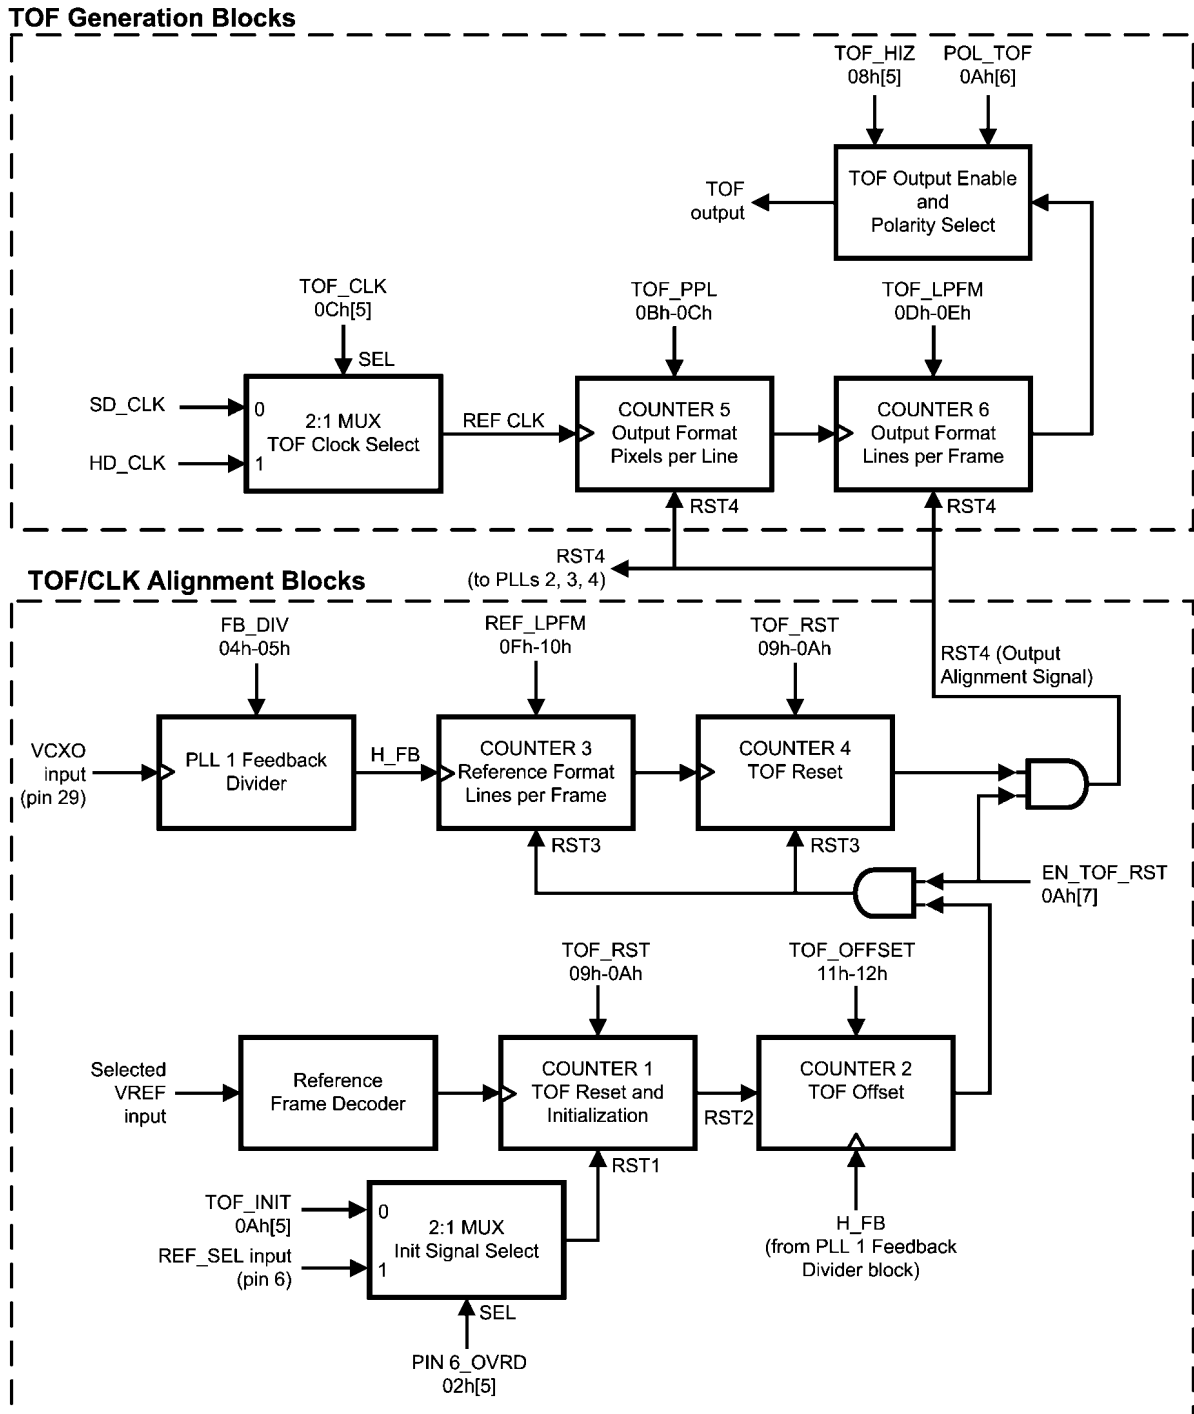 TOF Generation Blocks
TOF_HIZ
08h[5]
POL_TOF
0Ah[6]
TOF Output Enable
and
Polarity Select
TOF
output
TOF_CLK
0Ch[5]
SEL
TOF_PPL
0Bh-0Ch
TOF_LPFM
0Dh-0Eh
SD_CLK
HD_CLK
0
1
2:1 MUX
TOF Clock Select
REF CLK
COUNTER 5
Output Format
Pixels per Line
COUNTER 6
Output Format
Lines per Frame
RST4
RST4
RST4
(to PLLs 2, 3, 4)
TOF/CLK Alignment Blocks
FB_DIV
04h-05h
REF_LPFM
0Fh-10h
TOF_RST
09h-0Ah
RST4 (Output
Alignment Signal)
VCXO
input
(pin 29)
PLL 1 Feedback
Divider
H_FB
COUNTER 3
Reference Format
Lines per Frame
COUNTER 4
TOF Reset
RST3
RST3
EN_TOF_RST
0Ah[7]
TOF_RST
09h-0Ah
TOF_OFFSET
11h-12h
Selected
VREF
input
Reference
Frame Decoder
COUNTER 1
TOF Reset and
Initialization
RST2
COUNTER 2
TOF Offset
RST1
TOF_INIT
0Ah[5]
REF_SEL input
(pin 6)
0
1
2:1 MUX
Init Signal Select
SEL
H_FB
(from PLL 1 Feedback
Divider block)
PIN 6_OVRD
02h[5]